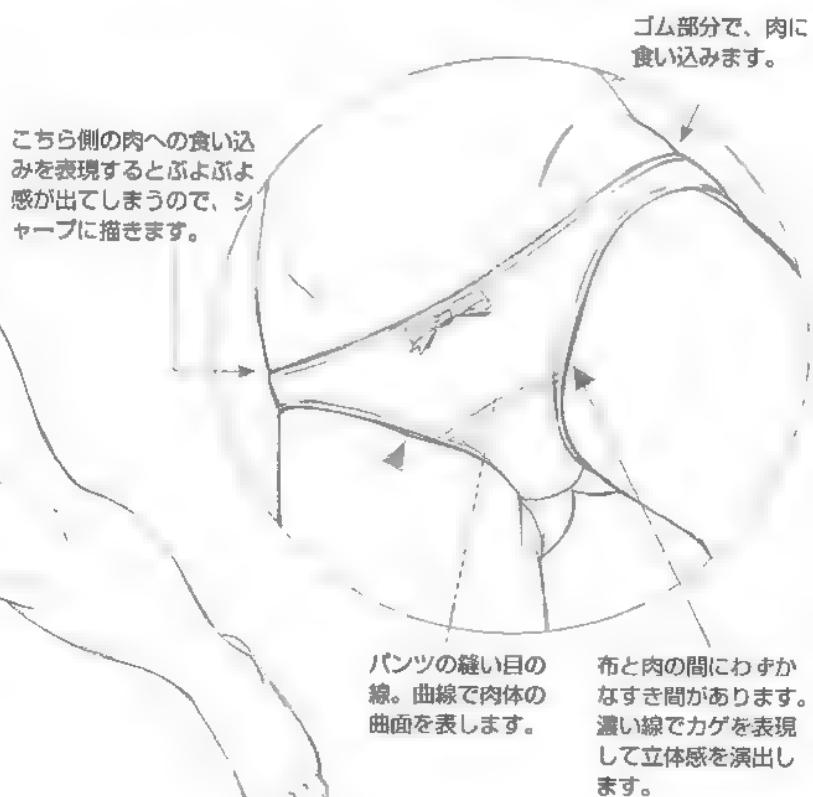 ゴム部分で、肉に
食い込みます。
こちら側の肉への食い込
みを表現するとぶよぶよ
感が出てしまうので、シ
ャープに描きます。
パンツの縫い目の
線。曲線で肉体の
曲面を表します。
布と肉の間にわずか
なすき間があります。
濃い線でカゲを表現
して立体感を演出し
ます。